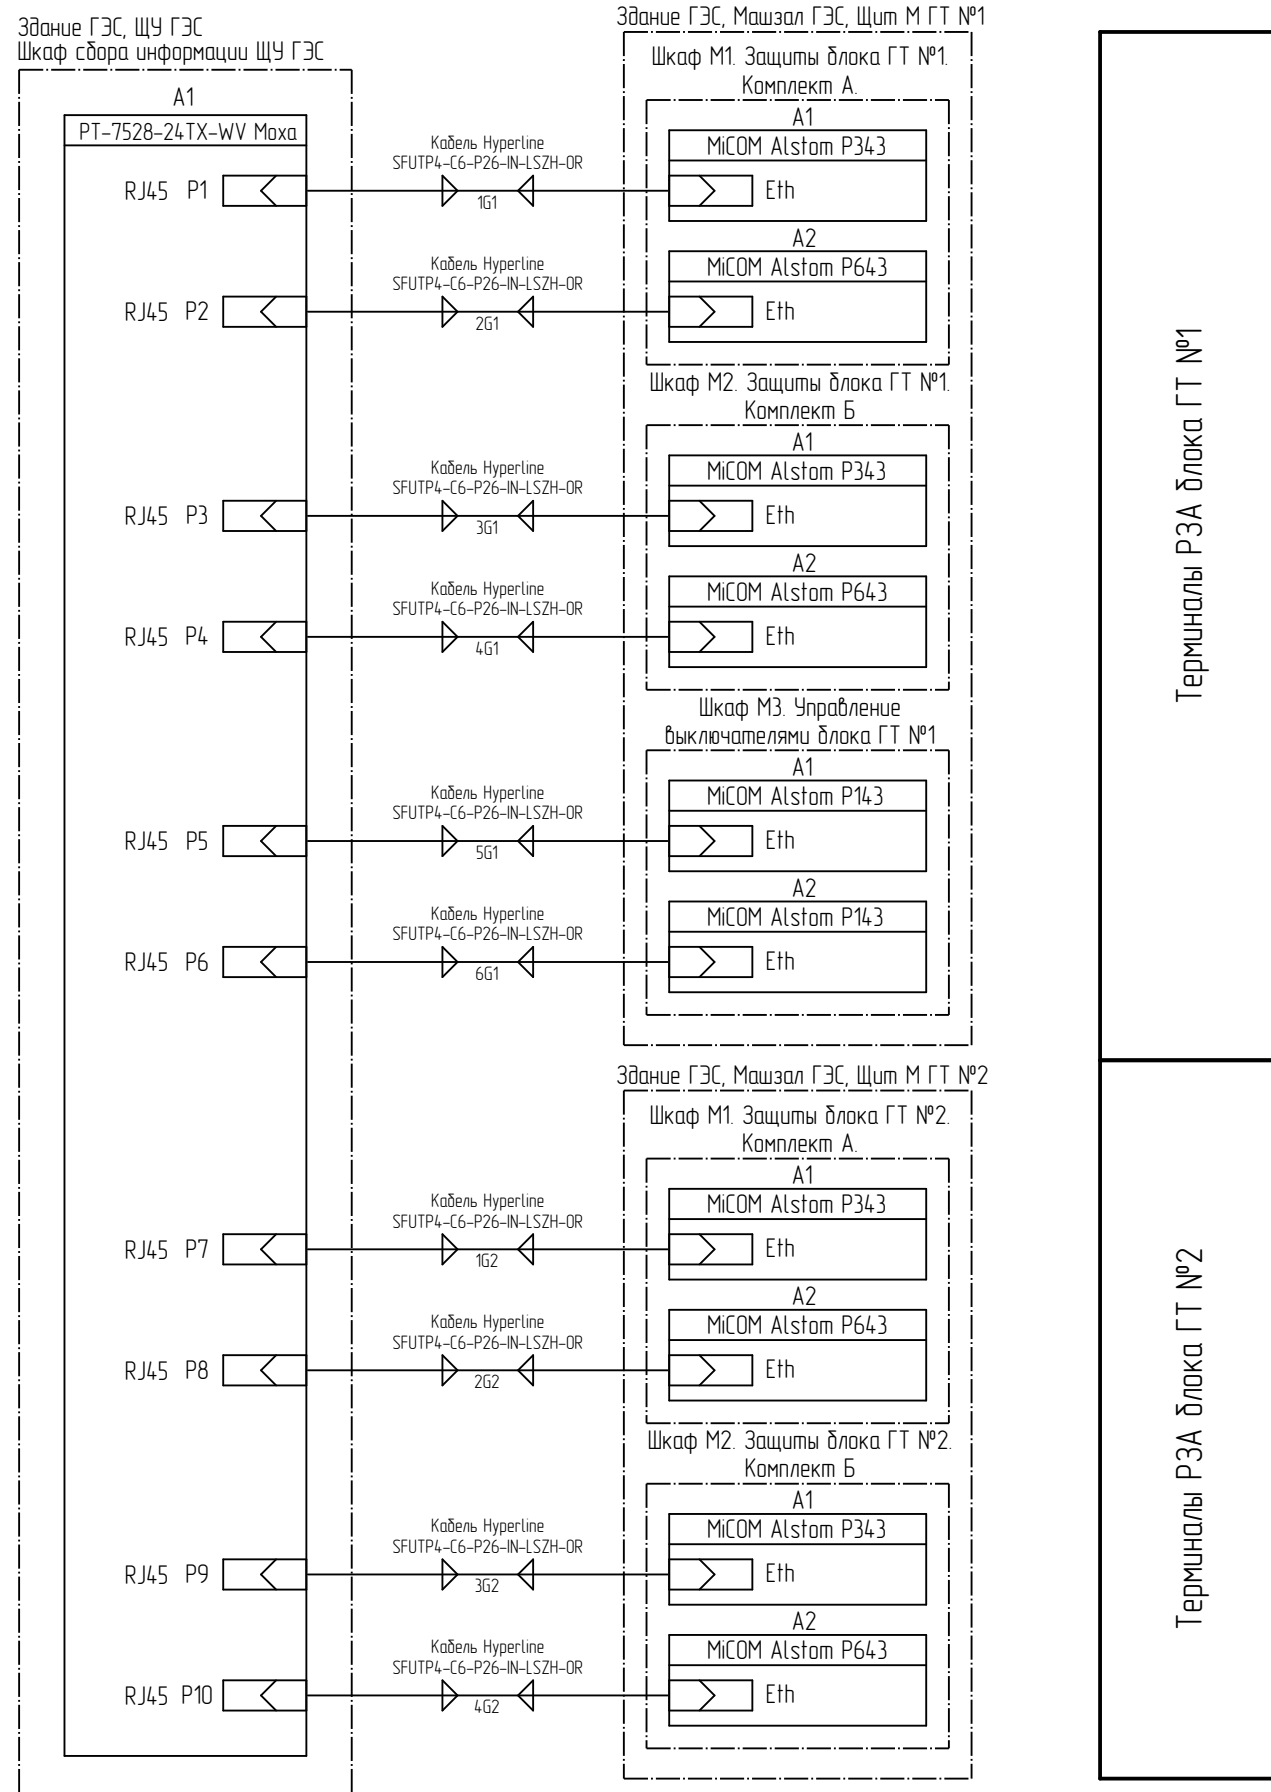 Здание ГЭС, ЩУ ГЭС
Шкаф сбора информации ЩУ ГЭС
А1
PT-7528-24TX-WV Moxa
Здание ГЭС, Машзал ГЭС, Щит М ГТ №1
Шкаф М1. Защиты блока ГТ №1.
Комплект А.
А1
MiCOM Alstom P343
Кабель Hyperline
SFUTP4-C6-P26-IN-LSZH-OR
RJ45 P1
1G1
Eth
А2
MiCOM Alstom P643
Кабель Hyperline
SFUTP4-C6-P26-IN-LSZH-OR
RJ45 P2
2G1
Eth
Шкаф М2. Защиты блока ГТ №1.
Комплект Б
А1
MiCOM Alstom P343
Кабель Hyperline
SFUTP4-C6-P26-IN-LSZH-OR
RJ45 P3
3G1
Eth
А2
MiCOM Alstom P643
Кабель Hyperline
SFUTP4-C6-P26-IN-LSZH-OR
RJ45 P4
4G1
Eth
Шкаф М3. Управление
выключателями блока ГТ №1
А1
MiCOM Alstom P143
Кабель Hyperline
SFUTP4-C6-P26-IN-LSZH-OR
RJ45 P5
5G1
Eth
А2
MiCOM Alstom P143
Кабель Hyperline
SFUTP4-C6-P26-IN-LSZH-OR
RJ45 P6
6G1
Eth
Терминалы РЗА блока ГТ №1
Здание ГЭС, Машзал ГЭС, Щит М ГТ №2
Шкаф М1. Защиты блока ГТ №2.
Комплект А.
А1
MiCOM Alstom P343
Кабель Hyperline
SFUTP4-C6-P26-IN-LSZH-OR
RJ45 P7
1G2
Eth
А2
MiCOM Alstom P643
Кабель Hyperline
SFUTP4-C6-P26-IN-LSZH-OR
RJ45 P8
2G2
Eth
Шкаф М2. Защиты блока ГТ №2.
Комплект Б
А1
MiCOM Alstom P343
Кабель Hyperline
SFUTP4-C6-P26-IN-LSZH-OR
RJ45 P9
3G2
Eth
А2
MiCOM Alstom P643
Кабель Hyperline
SFUTP4-C6-P26-IN-LSZH-OR
RJ45 P10
4G2
Eth
Терминалы РЗА блока ГТ №2